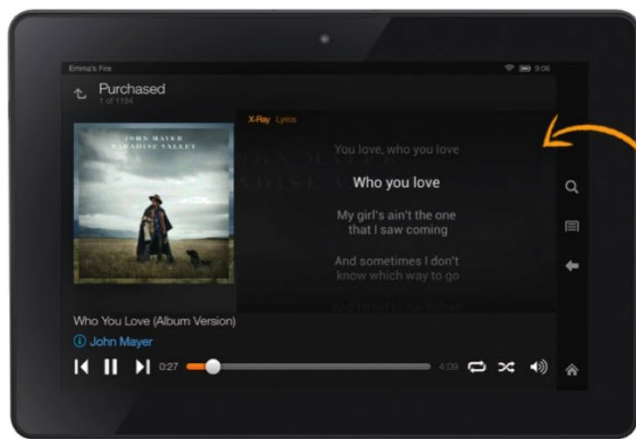 Emma's Fire
9:06
Purchased
1 of 1194
JOHN MAYER
PARADISE VALLEY
X-Ray Lyrics
You love, who you love
Who you love
My girl's ain't the one
that I saw coming
And sometimes I don't
know which way to go
Who You Love (Album Version)
John Mayer
0:27
4:09